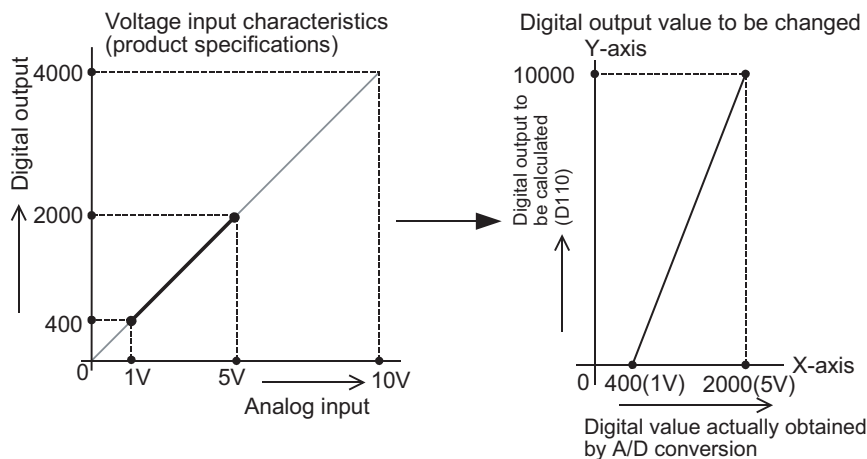 Voltage input characteristics
(product specifications)
Digital output
4000
2000
400
0
1V
5V
10V
Analog input
Digital output value to be changed
Y-axis
10000
Digital output to
be calculated
(D110)
X-axis
0
400(1V)
2000(5V)
Digital value actually obtained
by A/D conversion